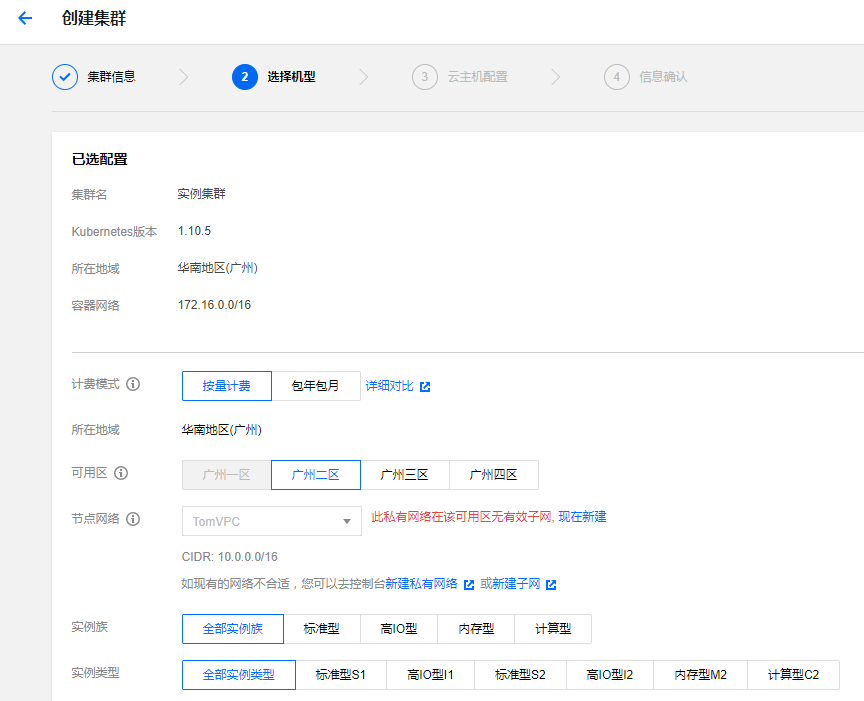 创建集群
集群信息 2 选择机型 3 云主机配置 4 信息确认
已选配置
集群名 实例集群
Kubernetes版本 1.10.5
所在地域 华南地区(广州)
容器网络 172.16.0.0/16
计费模式 按量计费 包年包月 详细对比
所在地域 华南地区(广州)
可用区 广州一区 广州二区 广州三区 广州四区
节点网络 TomVPC 此私有网络在该可用区无有效子网, 现在新建
CIDR: 10.0.0.0/16
如现有的网络不合适，您可以去控制台新建私有网络 或新建子网
实例族 全部实例族 标准型 高IO型 内存型 计算型
实例类型 全部实例类型 标准型S1 高IO型I1 标准型S2 高IO型I2 内存型M2 计算型C2